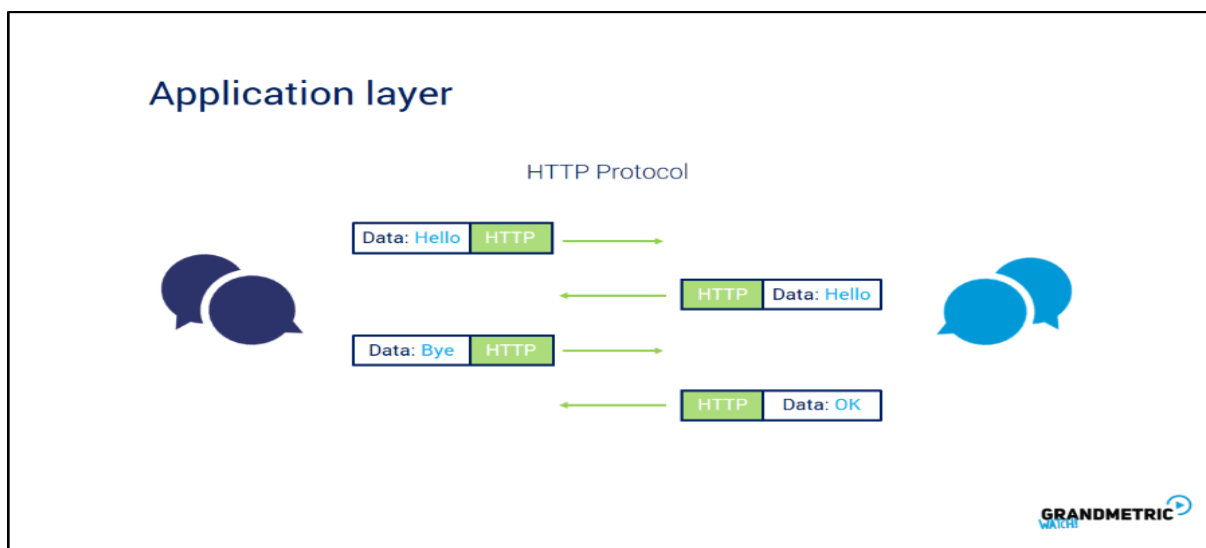 Application layer
HTTP Protocol
Data: Hello HTTP
HTTP Data: Hello
Data: Bye HTTP
HTTP Data: OK
GRANDMETRIC
WATCH!